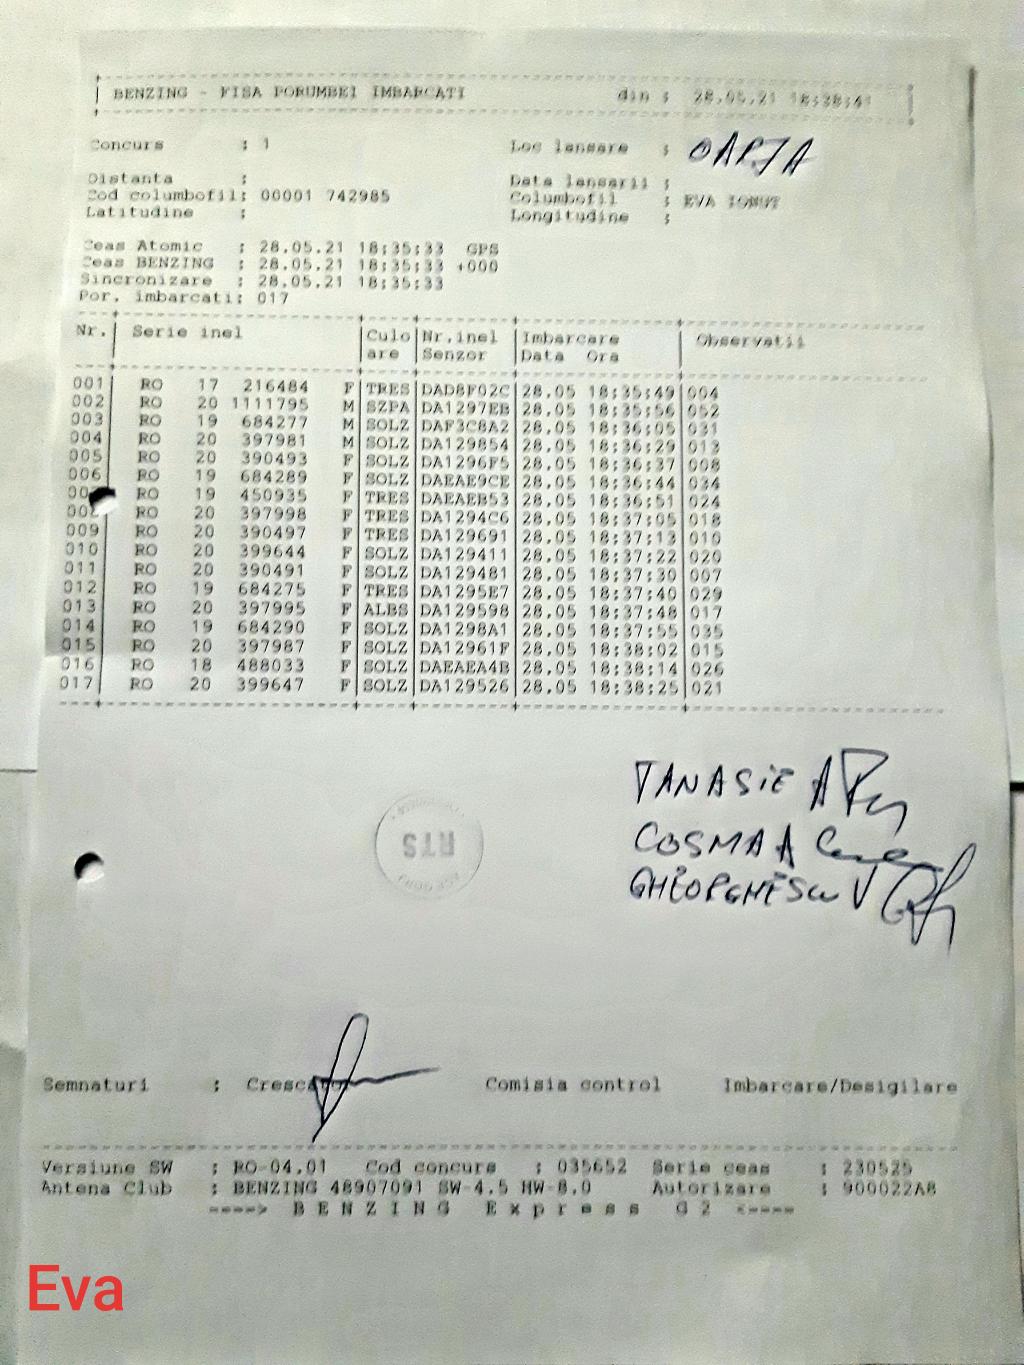 BENZING - FISA PORUMBEI IMBARCATI din : 28.05.21 18:38:41
Concurs : 1 Loc lansare : OARJA
Distanta : Data lansarii :
Cod columbofil: 00001 742985 Columbofil : EVA IONUT
Latitudine : Longitudine :
Ceas Atomic : 28.05.21 18:35:33 GPS
Ceas BENZING : 28.05.21 18:35:33 +000
Sincronizare : 28.05.21 18:35:33
Por. imbarcati: 017
Nr. Serie inel Culo Nr.inel Imbarcare Observatii
are Senzor Data Ora
001 RO 17 216484 F TRES DAD8F02C 28.05 18:35:49 004
002 RO 20 1111795 M SZPA DA1297EB 28.05 18:35:56 052
003 RO 19 684277 M SOLZ DAF3C8A2 28.05 18:36:05 031
004 RO 20 397981 M SOLZ DA129854 28.05 18:36:29 013
005 RO 20 390493 F SOLZ DA1296F5 28.05 18:36:37 008
006 RO 19 684289 F SOLZ DAEAE9CE 28.05 18:36:44 034
RO 19 450935 F TRES DAEAEB53 28.05 18:36:51 024
RO 20 397998 F TRES DA1294C6 28.05 18:37:05 018
009 RO 20 390497 F TRES DA129691 28.05 18:37:13 010
010 RO 20 399644 F SOLZ DA129411 28.05 18:37:22 020
011 RO 20 390491 F SOLZ DA129481 28.05 18:37:30 007
012 RO 19 684275 F TRES DA1295E7 28.05 18:37:40 029
013 RO 20 397995 F ALBS DA129598 28.05 18:37:48 017
014 RO 19 684290 F SOLZ DA1298A1 28.05 18:37:55 035
015 RO 20 397987 F SOLZ DA12961F 28.05 18:38:02 015
016 RO 18 488033 F SOLZ DAEAEA4B 28.05 18:38:14 026
017 RO 20 399647 F SOLZ DA129526 28.05 18:38:25 021
TANASIE A
COSMA A
GHEORGHESCU V
RTS
Semnaturi : Crescator Comisia control Imbarcare/Desigilare
Versiune SW : RO-04.01 Cod concurs : 035652 Serie ceas : 230525
Antena Club : BENZING 48907091 SW-4.5 HW-8.0 Autorizare : 900022A8
----> B E N Z I N G E x p r e s s G 2 <----
Eva